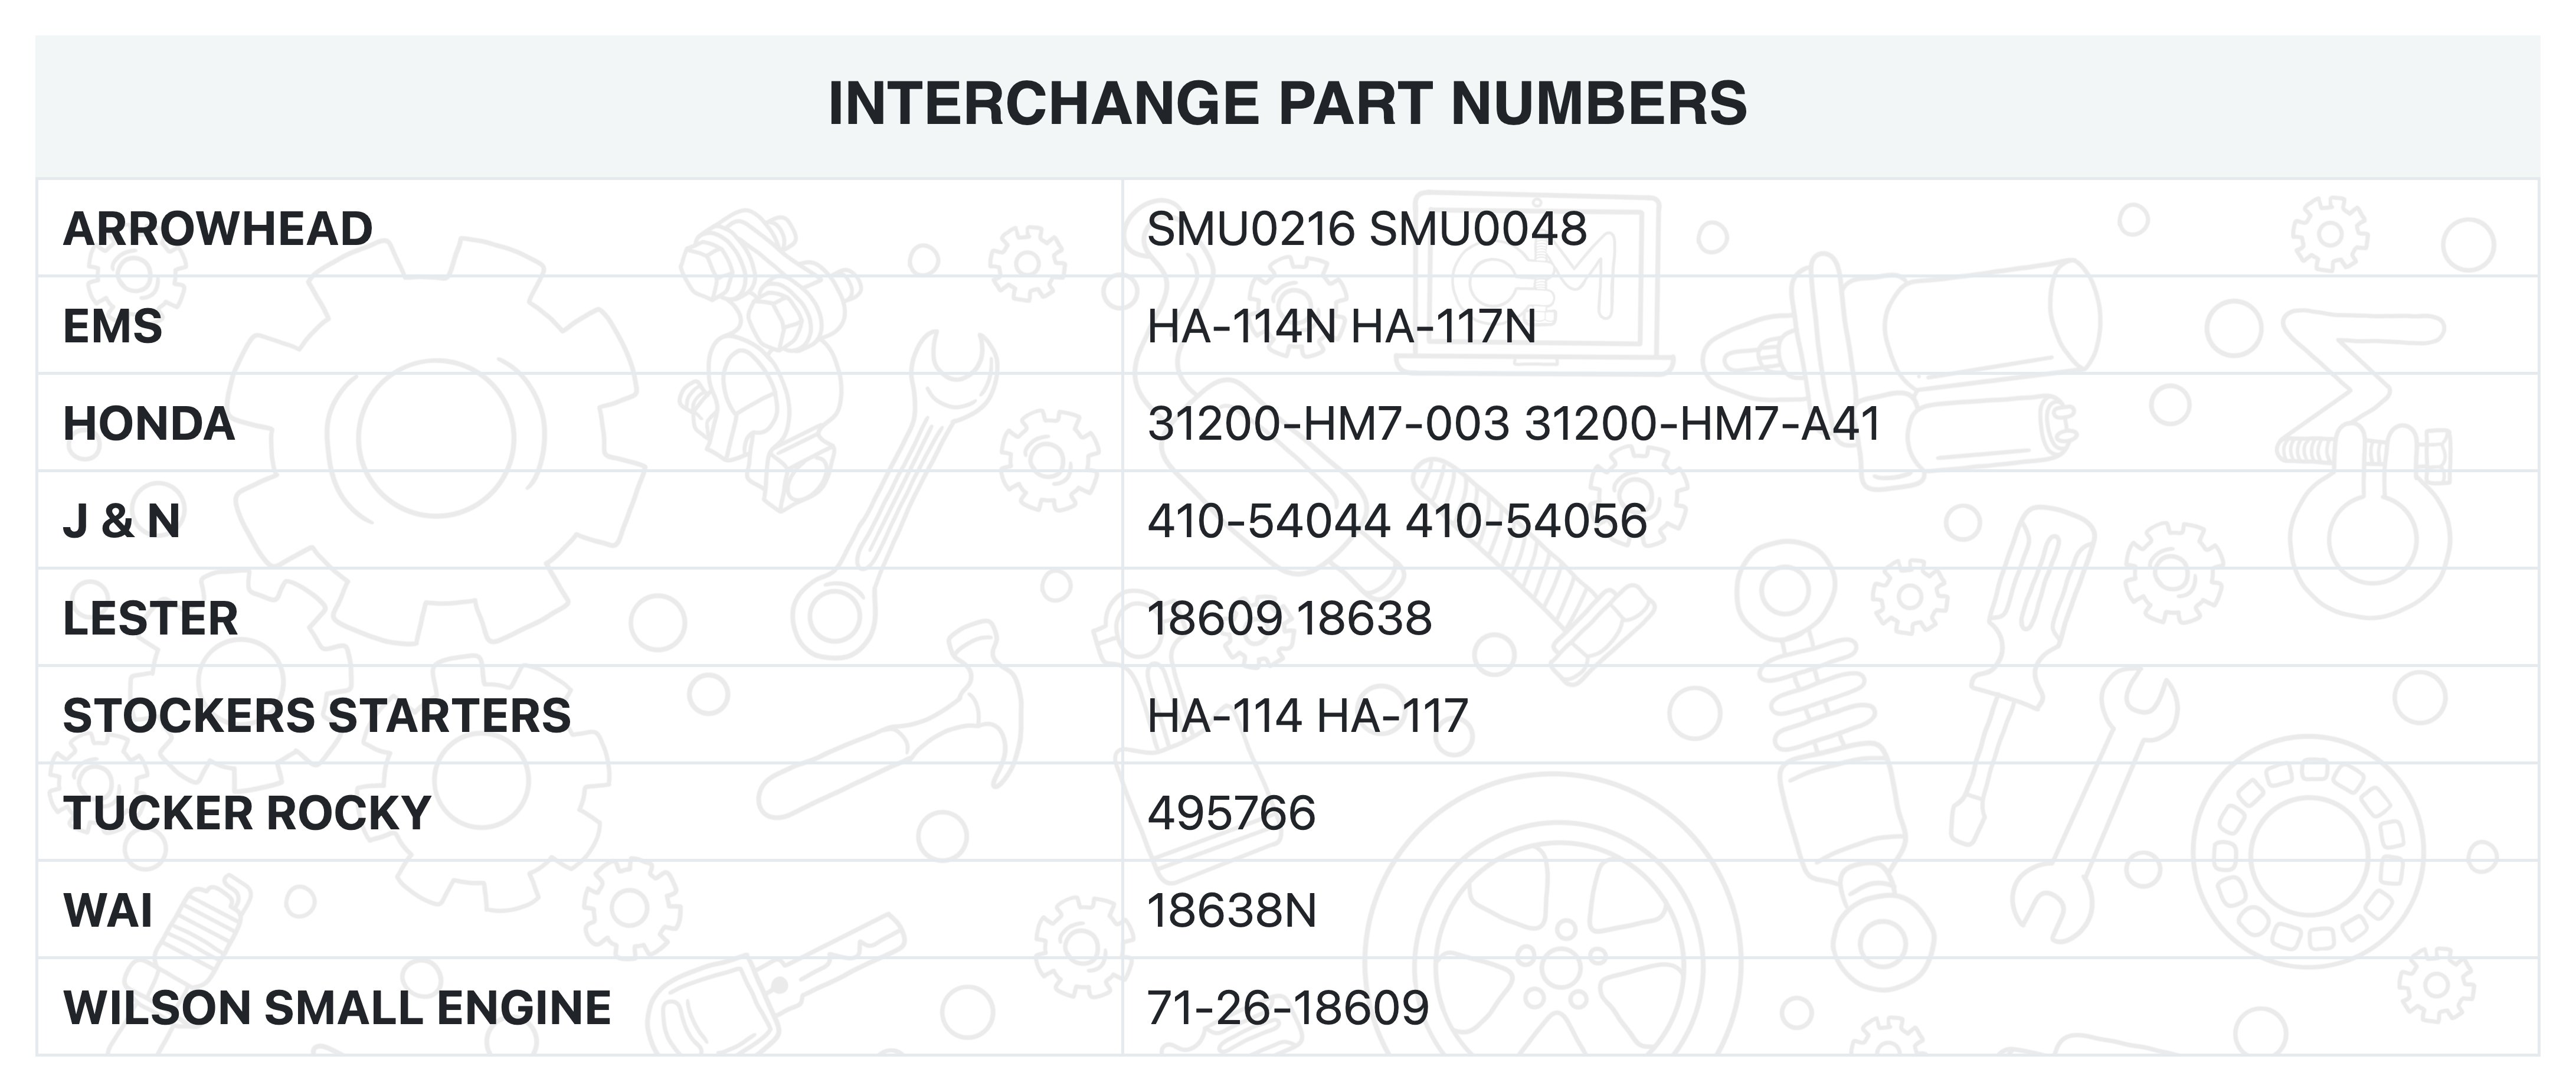 INTERCHANGE PART NUMBERS
ARROWHEAD SMU0216 SMU0048
EMS HA-114N HA-117N
HONDA 31200-HM7-003 31200-HM7-A41
J & N 410-54044 410-54056
LESTER 18609 18638
STOCKERS STARTERS HA-114 HA-117
TUCKER ROCKY 495766
WAI 18638N
WILSON SMALL ENGINE 71-26-18609